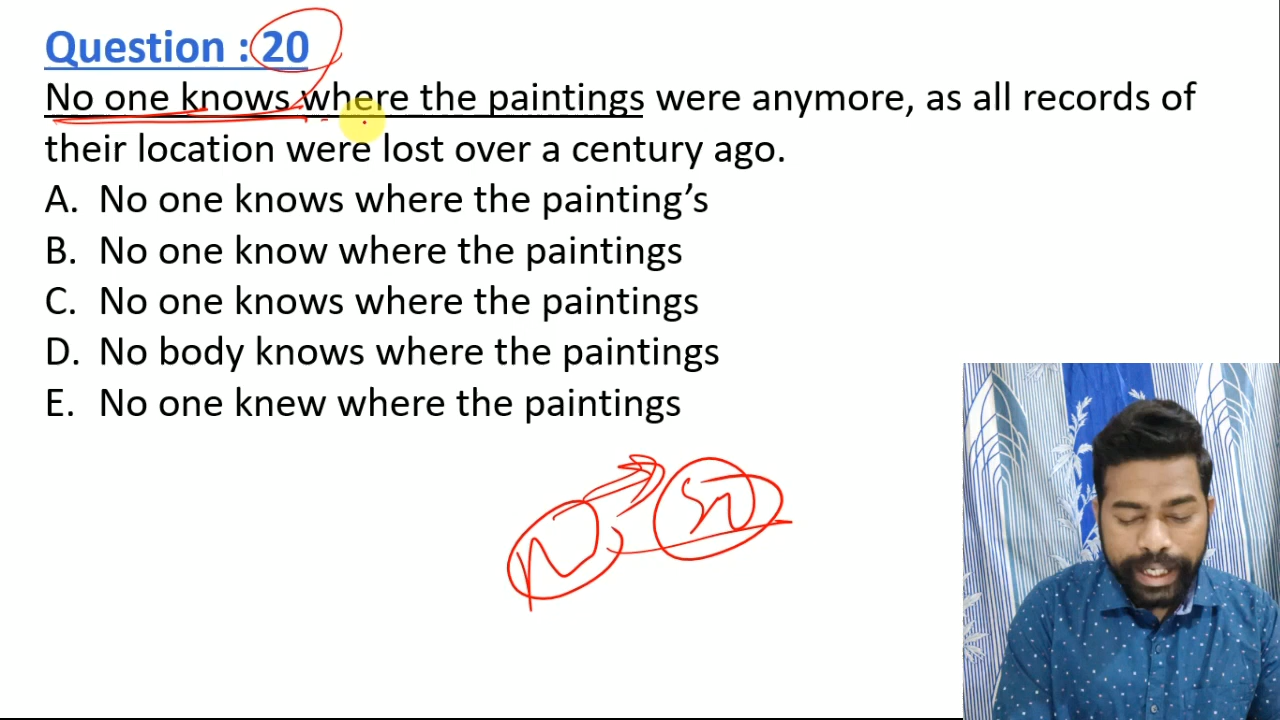 Question : 20
No one knows where the paintings were anymore, as all records of
their location were lost over a century ago.
A. No one knows where the painting’s
B. No one know where the paintings
C. No one knows where the paintings
D. No body knows where the paintings
E. No one knew where the paintings